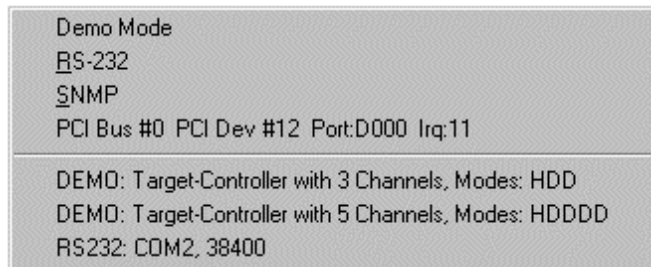 Demo Mode
RS-232
SNMP
PCI Bus #0 PCI Dev #12 Port:D000 Irq:11
DEMO: Target-Controller with 3 Channels, Modes: HDD
DEMO: Target-Controller with 5 Channels, Modes: HDDDD
RS232: COM2, 38400